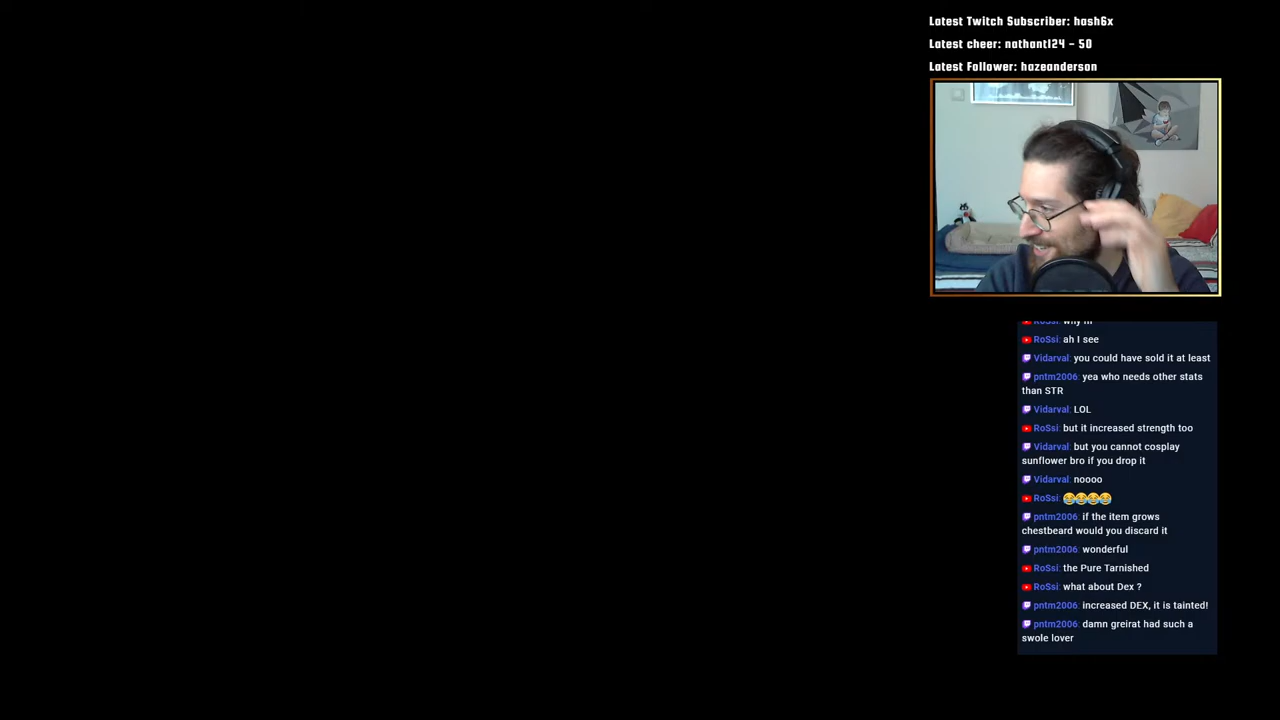 Latest Twitch Subscriber: hash6x
Latest cheer: nathant124 - 50
Latest Follower: hazeanderson
RoSsi: why m
RoSsi: ah I see
Vidarval: you could have sold it at least
pntm2006: yea who needs other stats
than STR
Vidarval: LOL
RoSsi: but it increased strength too
Vidarval: but you cannot cosplay
sunflower bro if you drop it
Vidarval: noooo
RoSsi: 😂😂😂😂
pntm2006: if the item grows
chestbeard would you discard it
pntm2006: wonderful
RoSsi: the Pure Tarnished
RoSsi: what about Dex ?
pntm2006: increased DEX, it is tainted!
pntm2006: damn greirat had such a
swole lover